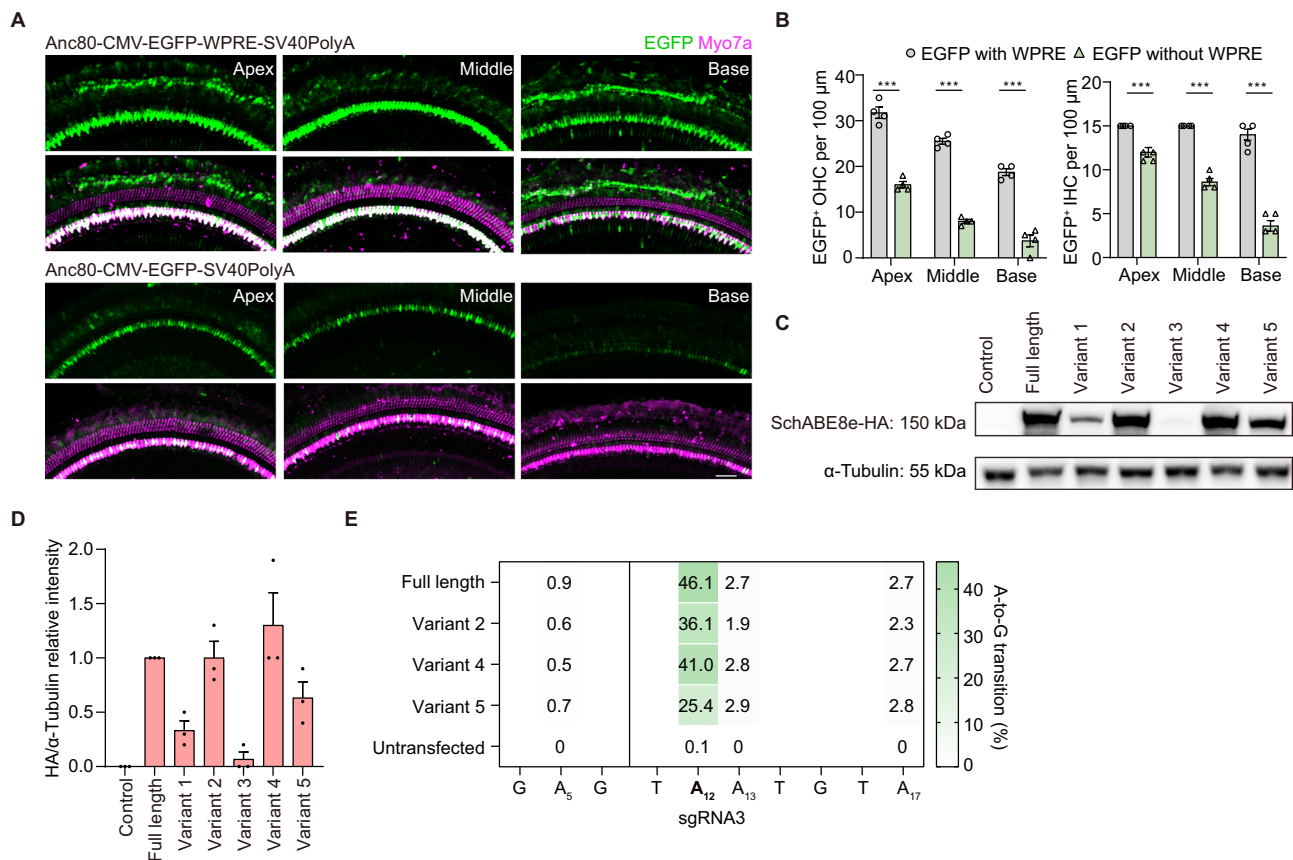 A
Anc80-CMV-EGFP-WPRE-SV40PolyA
EGFP Myo7a
Apex
Middle
Base
Anc80-CMV-EGFP-SV40PolyA
Apex
Middle
Base
B
EGFP with WPRE
EGFP without WPRE
EGFP⁺ OHC per 100 µm
40
30
20
10
0
***
***
***
Apex
Middle
Base
EGFP⁺ IHC per 100 µm
20
15
10
5
0
***
***
***
Apex
Middle
Base
C
Control
Full length
Variant 1
Variant 2
Variant 3
Variant 4
Variant 5
SchABE8e-HA: 150 kDa
α-Tubulin: 55 kDa
D
HA/α-Tubulin relative intensity
2.0
1.5
1.0
0.5
0.0
Control
Full length
Variant 1
Variant 2
Variant 3
Variant 4
Variant 5
E
Full length 0.9 46.1 2.7 2.7
Variant 2 0.6 36.1 1.9 2.3
Variant 4 0.5 41.0 2.8 2.7
Variant 5 0.7 25.4 2.9 2.8
Untransfected 0 0.1 0 0
G A₅ G T A₁₂ A₁₃ T G T A₁₇
sgRNA3
40
30
20
10
0
A-to-G transition (%)